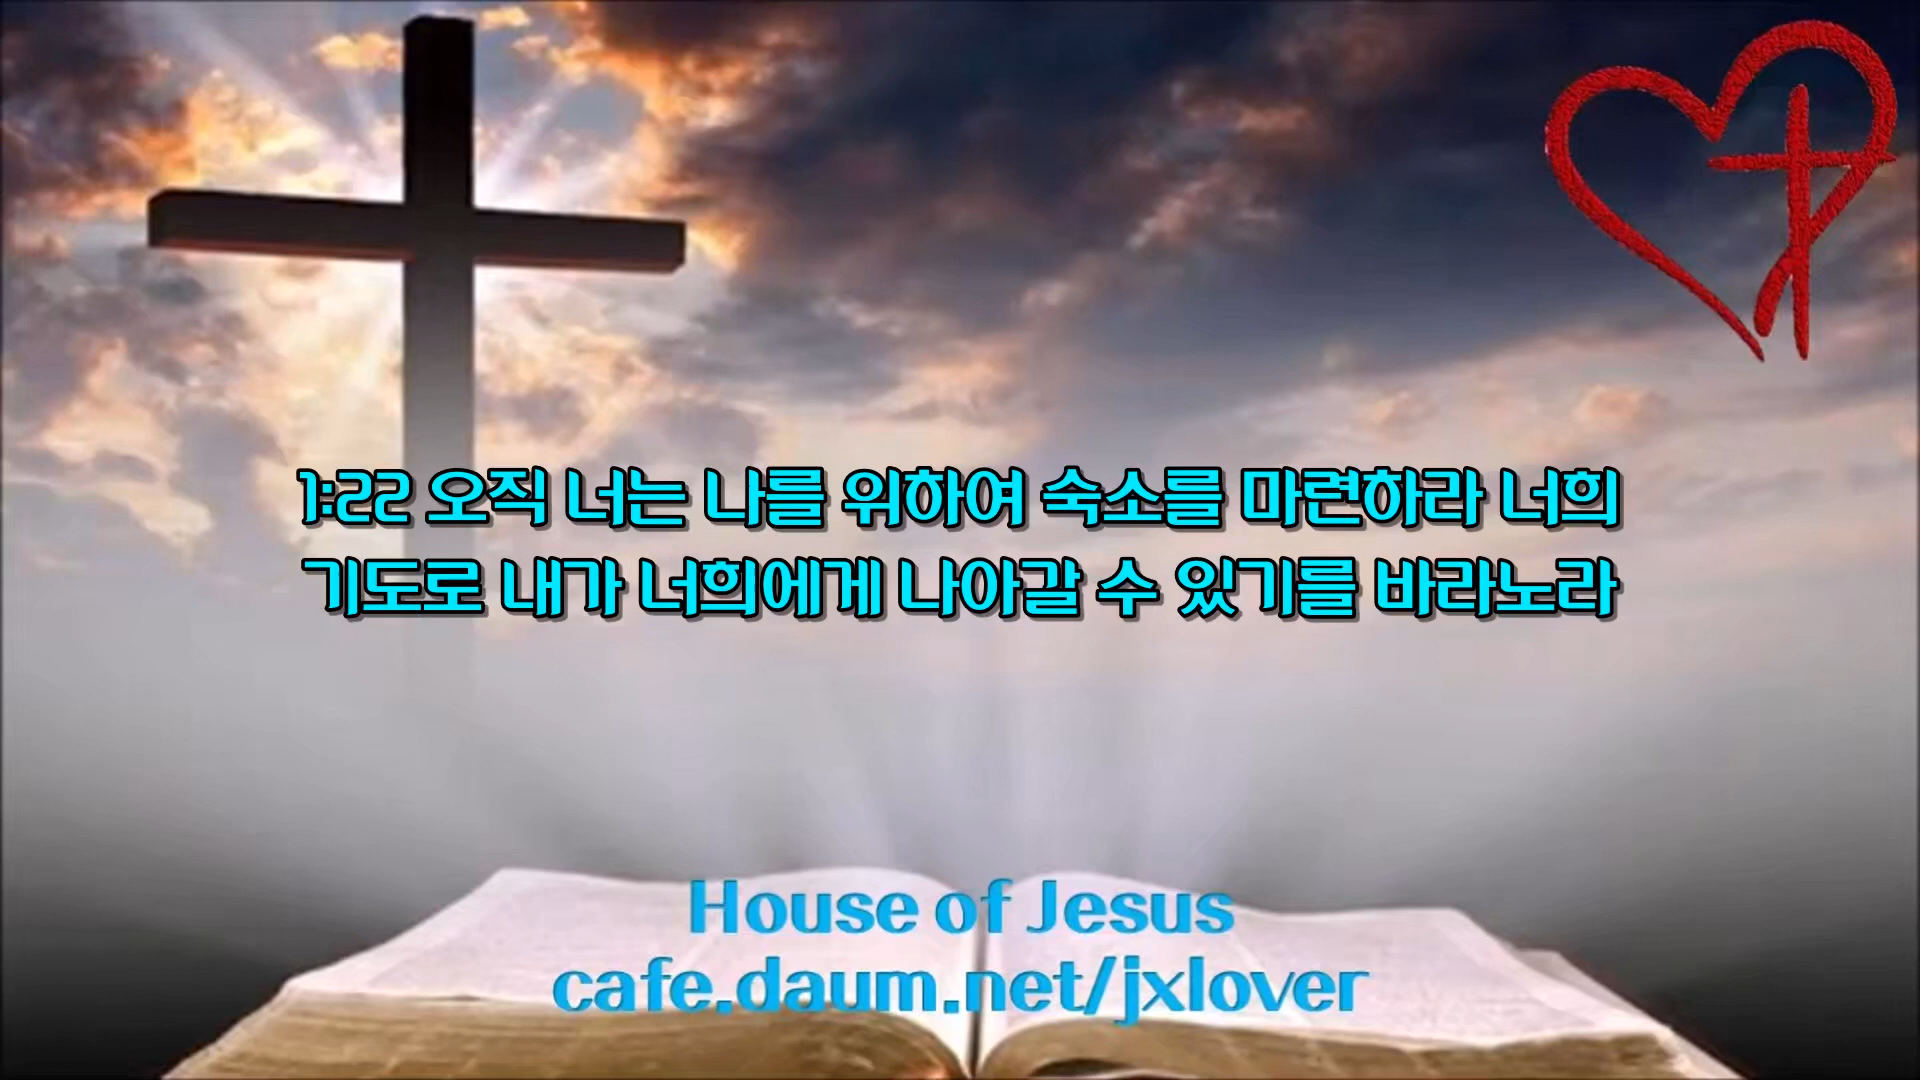 1:22 오직 너는 나를 위하여 숙소를 마련하라 너희
기도로 내가 너희에게 나아갈 수 있기를 바라노라
House of Jesus
cafe.daum.net/jxlover